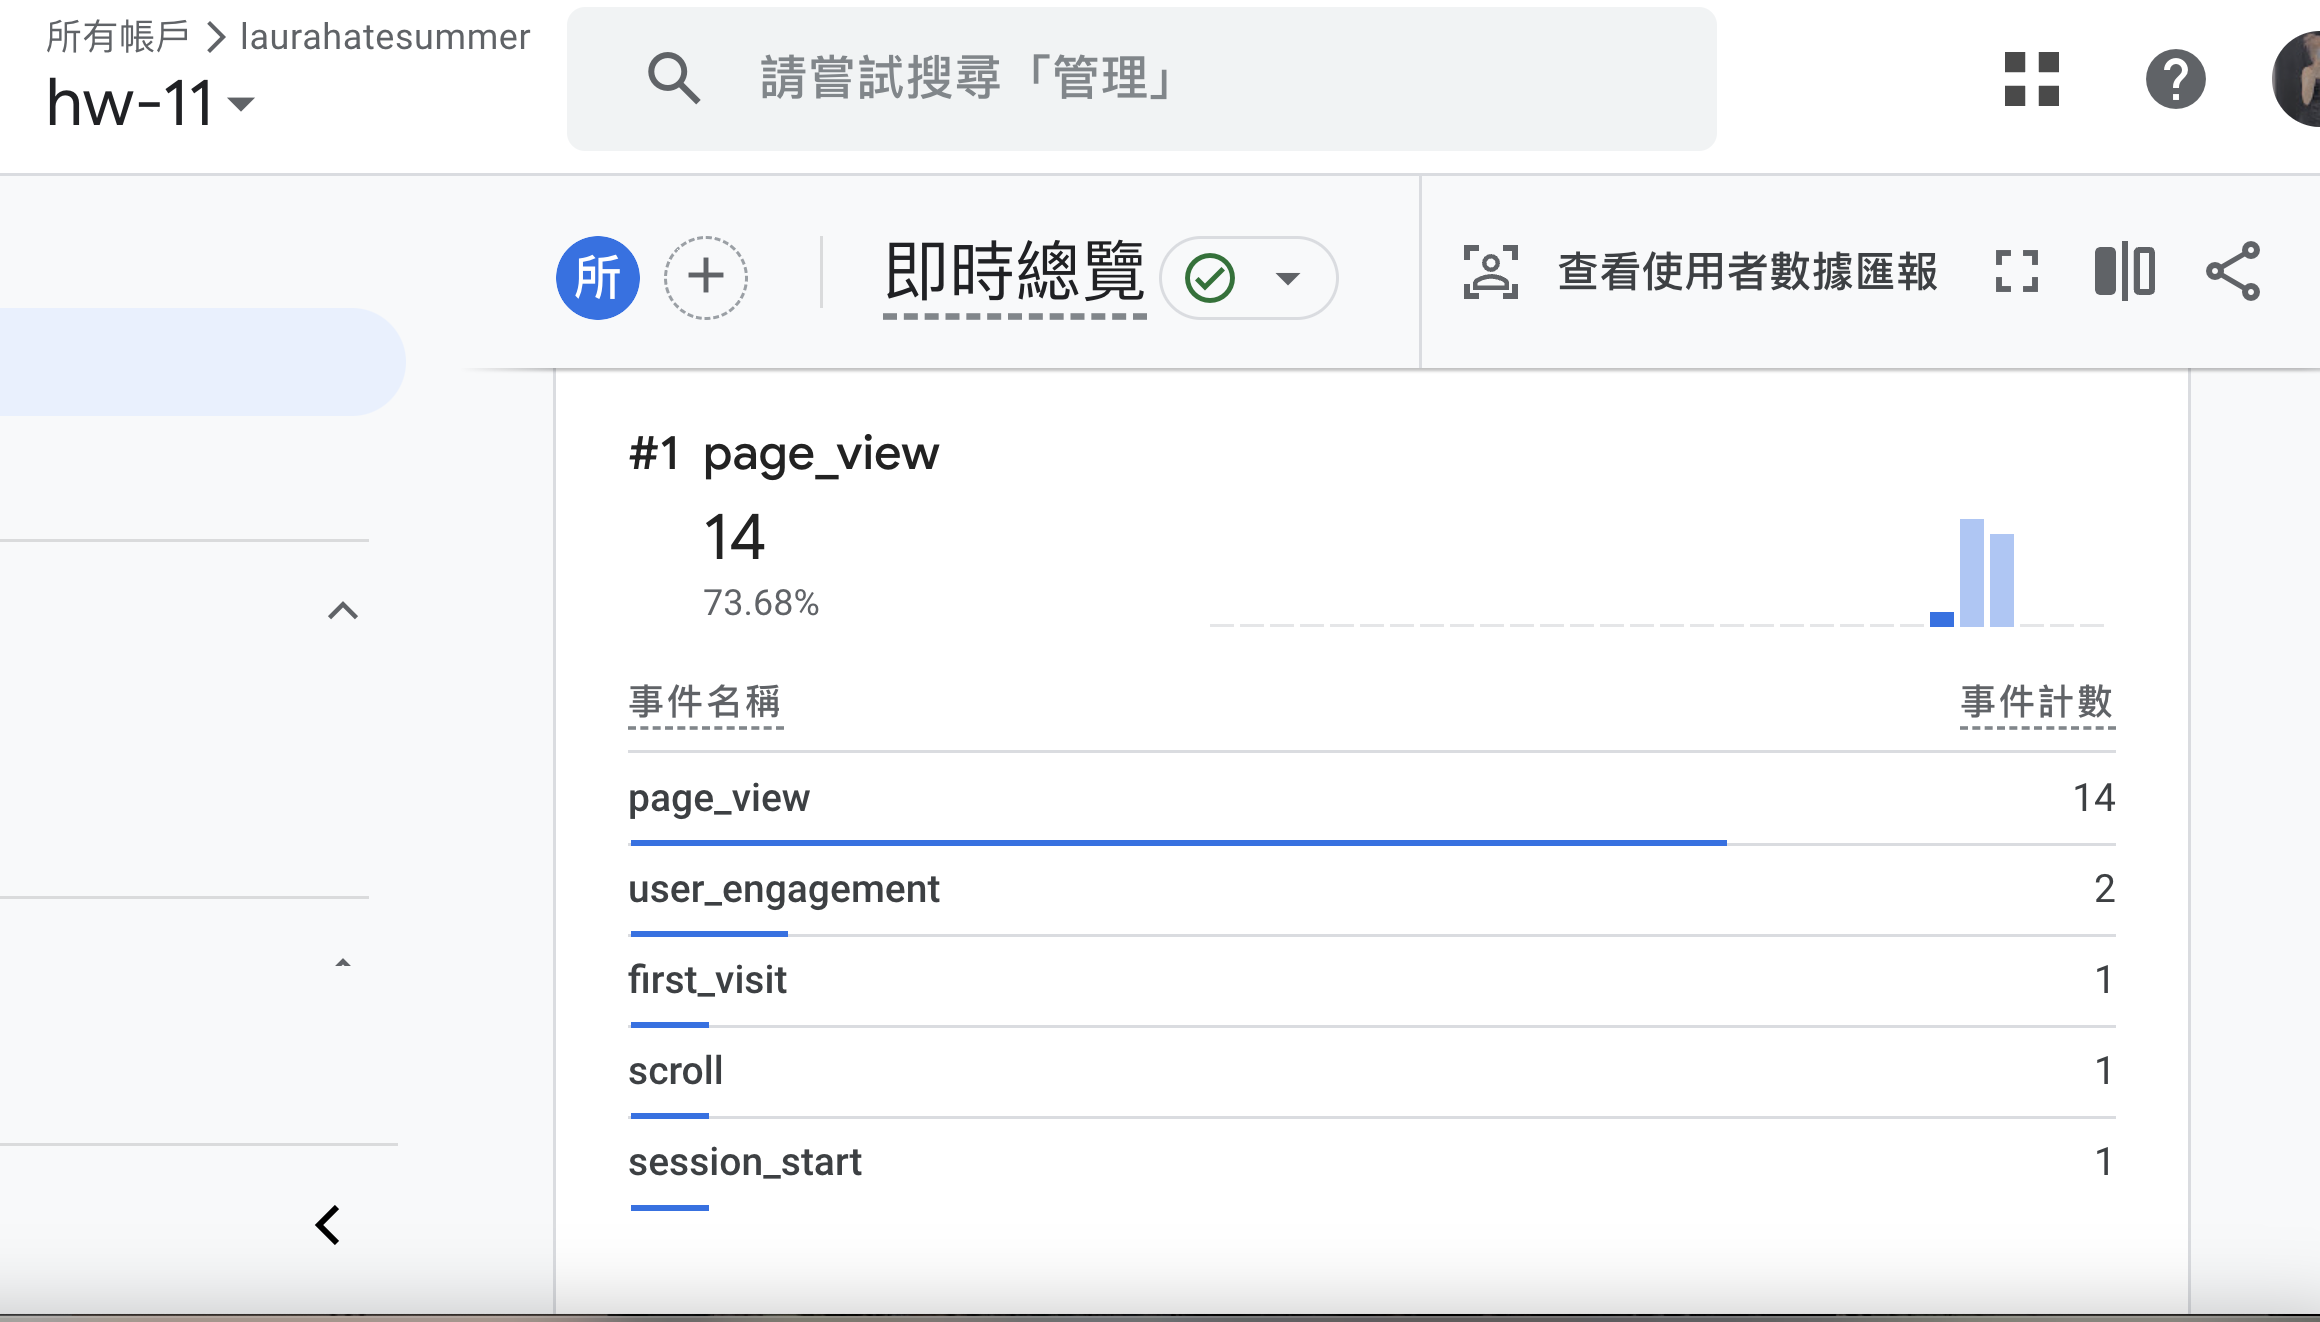 所有帳戶 > laurahatesummer
hw-11
請嘗試搜尋「管理」
所
即時總覽
查看使用者數據匯報
#1 page_view
14
73.68%
事件名稱 事件計數
page_view 14
user_engagement 2
first_visit 1
scroll 1
session_start 1